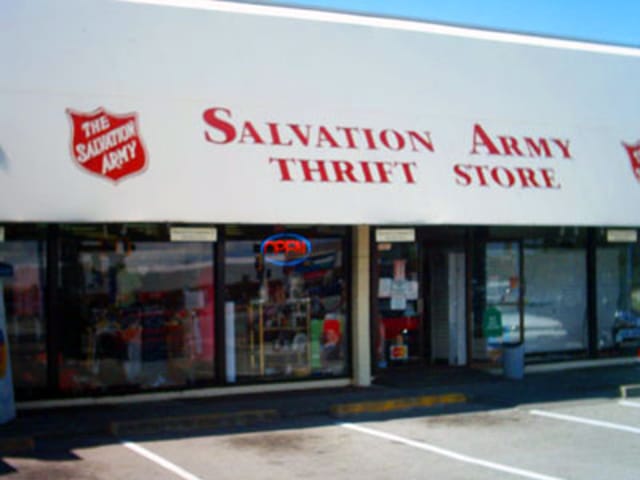 THE
SALVATION
ARMY
SALVATION ARMY
THRIFT STORE
OPEN